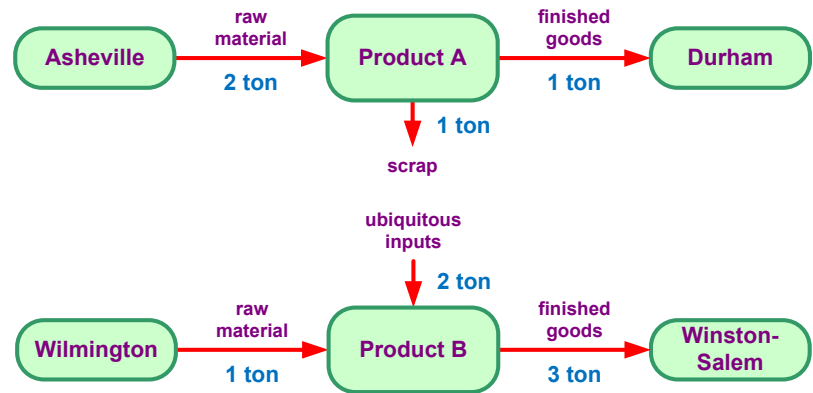 raw
material
finished
goods
Asheville
Product A
Durham
2 ton
1 ton
1 ton
scrap
ubiquitous
inputs
2 ton
raw
material
finished
goods
Wilmington
Product B
Winston-
Salem
1 ton
3 ton